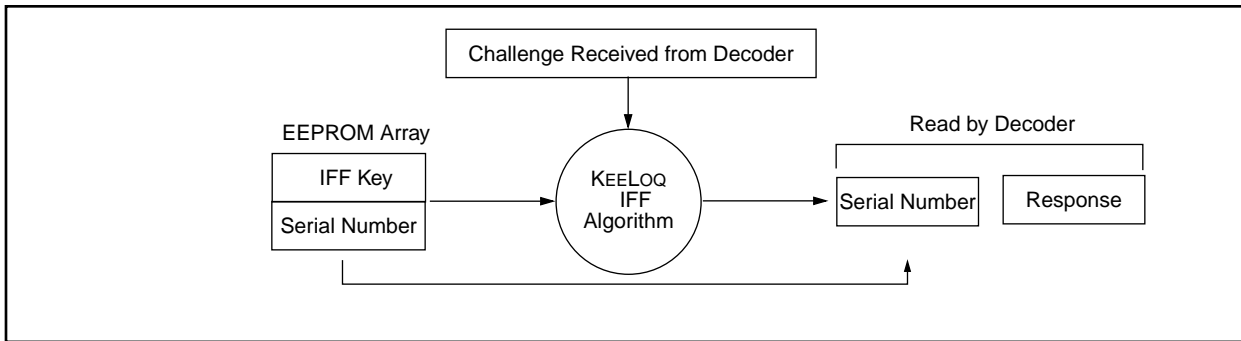 Challenge Received from Decoder
EEPROM Array
IFF Key
Serial Number
KEELOQ
IFF
Algorithm
Read by Decoder
Serial Number
Response